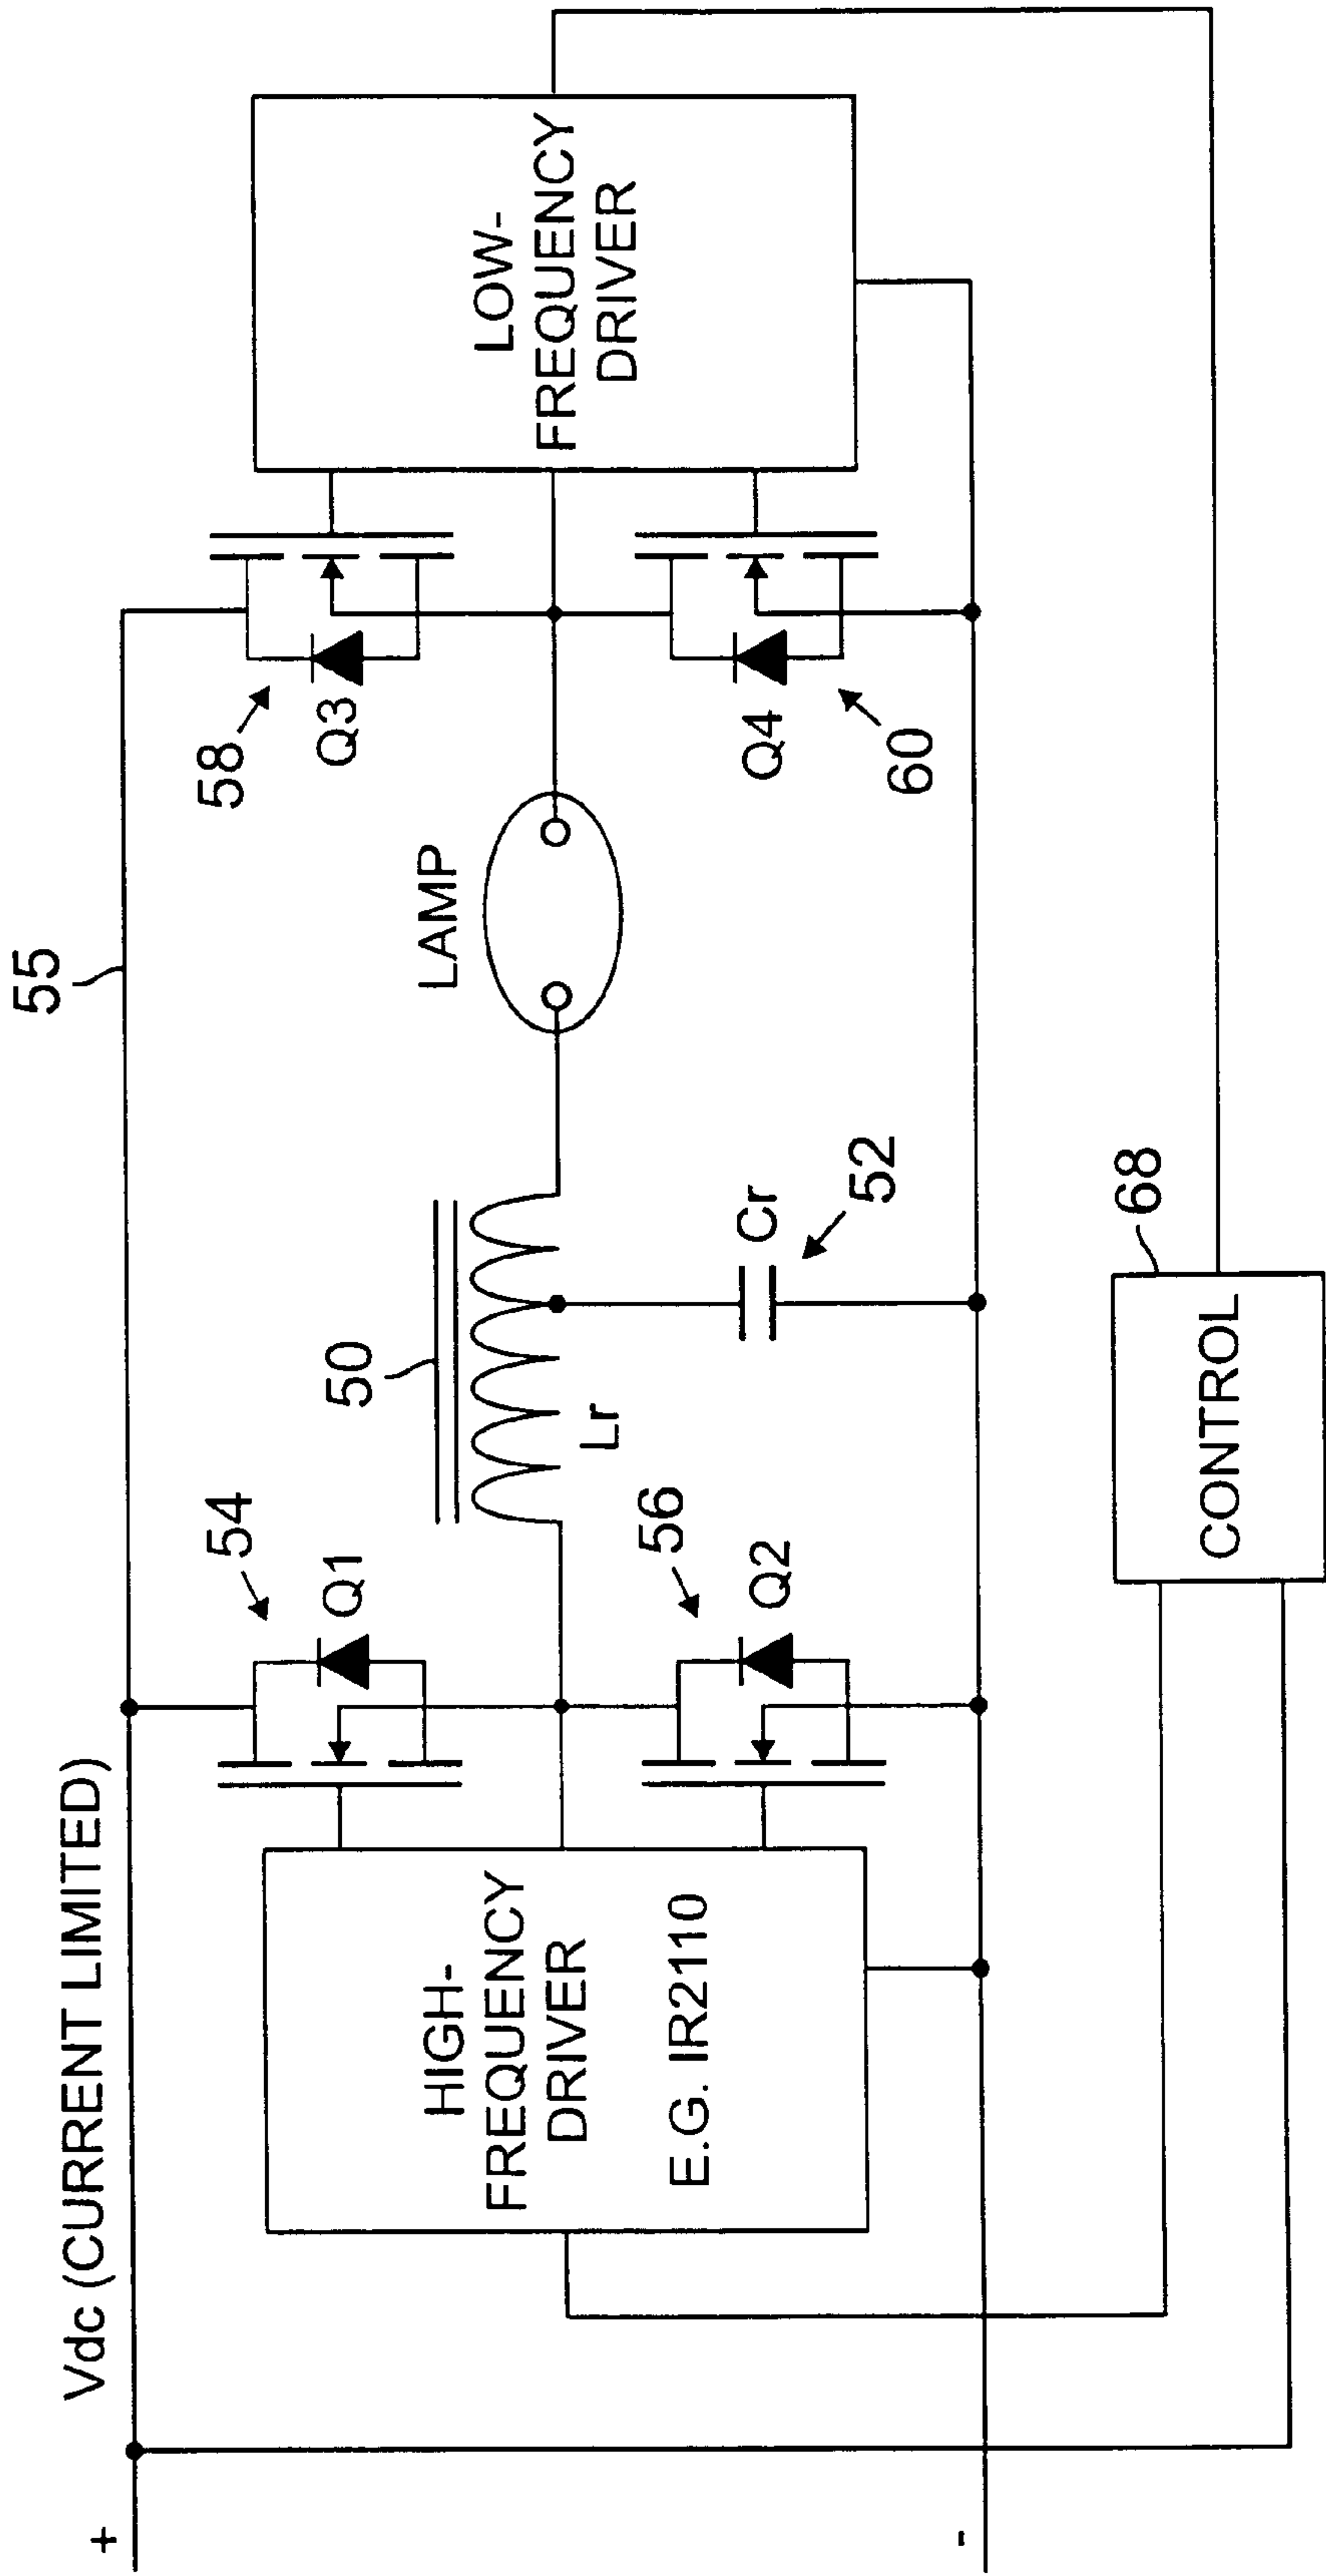 Vdc (CURRENT LIMITED)
+
-
55
HIGH-
FREQUENCY
DRIVER
E.G. IR2110
54
Q1
56
Q2
50
Lr
Cr
52
LAMP
58
Q3
Q4
60
LOW-
FREQUENCY
DRIVER
68
CONTROL